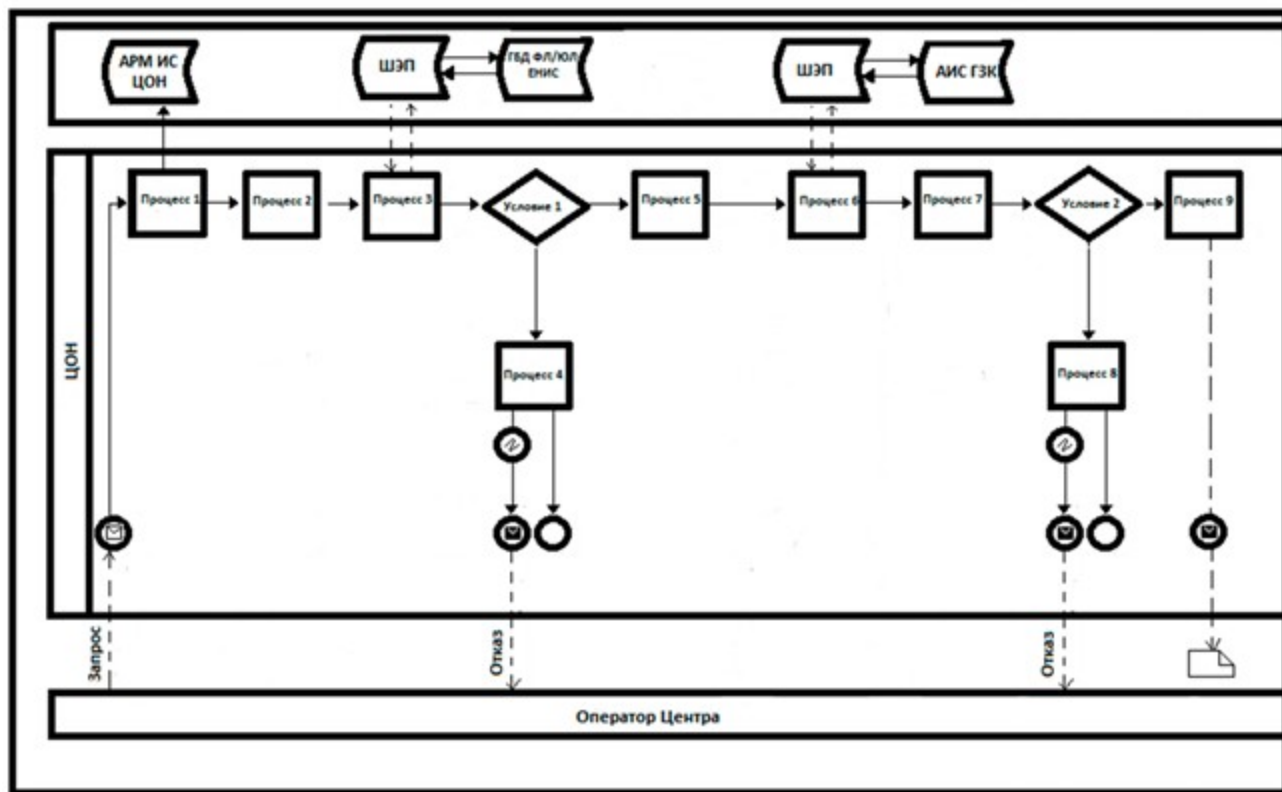 АРМ ИС
ЦОН
ШЭП
ГБД ФЛ/ЮЛ
ЕНИС
ШЭП
АИС ГЗК
ЦОН
Процесс 1
Процесс 2
Процесс 3
Условие 1
Процесс 5
Процесс 6
Процесс 7
Условие 2
Процесс 9
Процесс 4
Процесс 8
Запрос
Отказ
Отказ
Оператор Центра